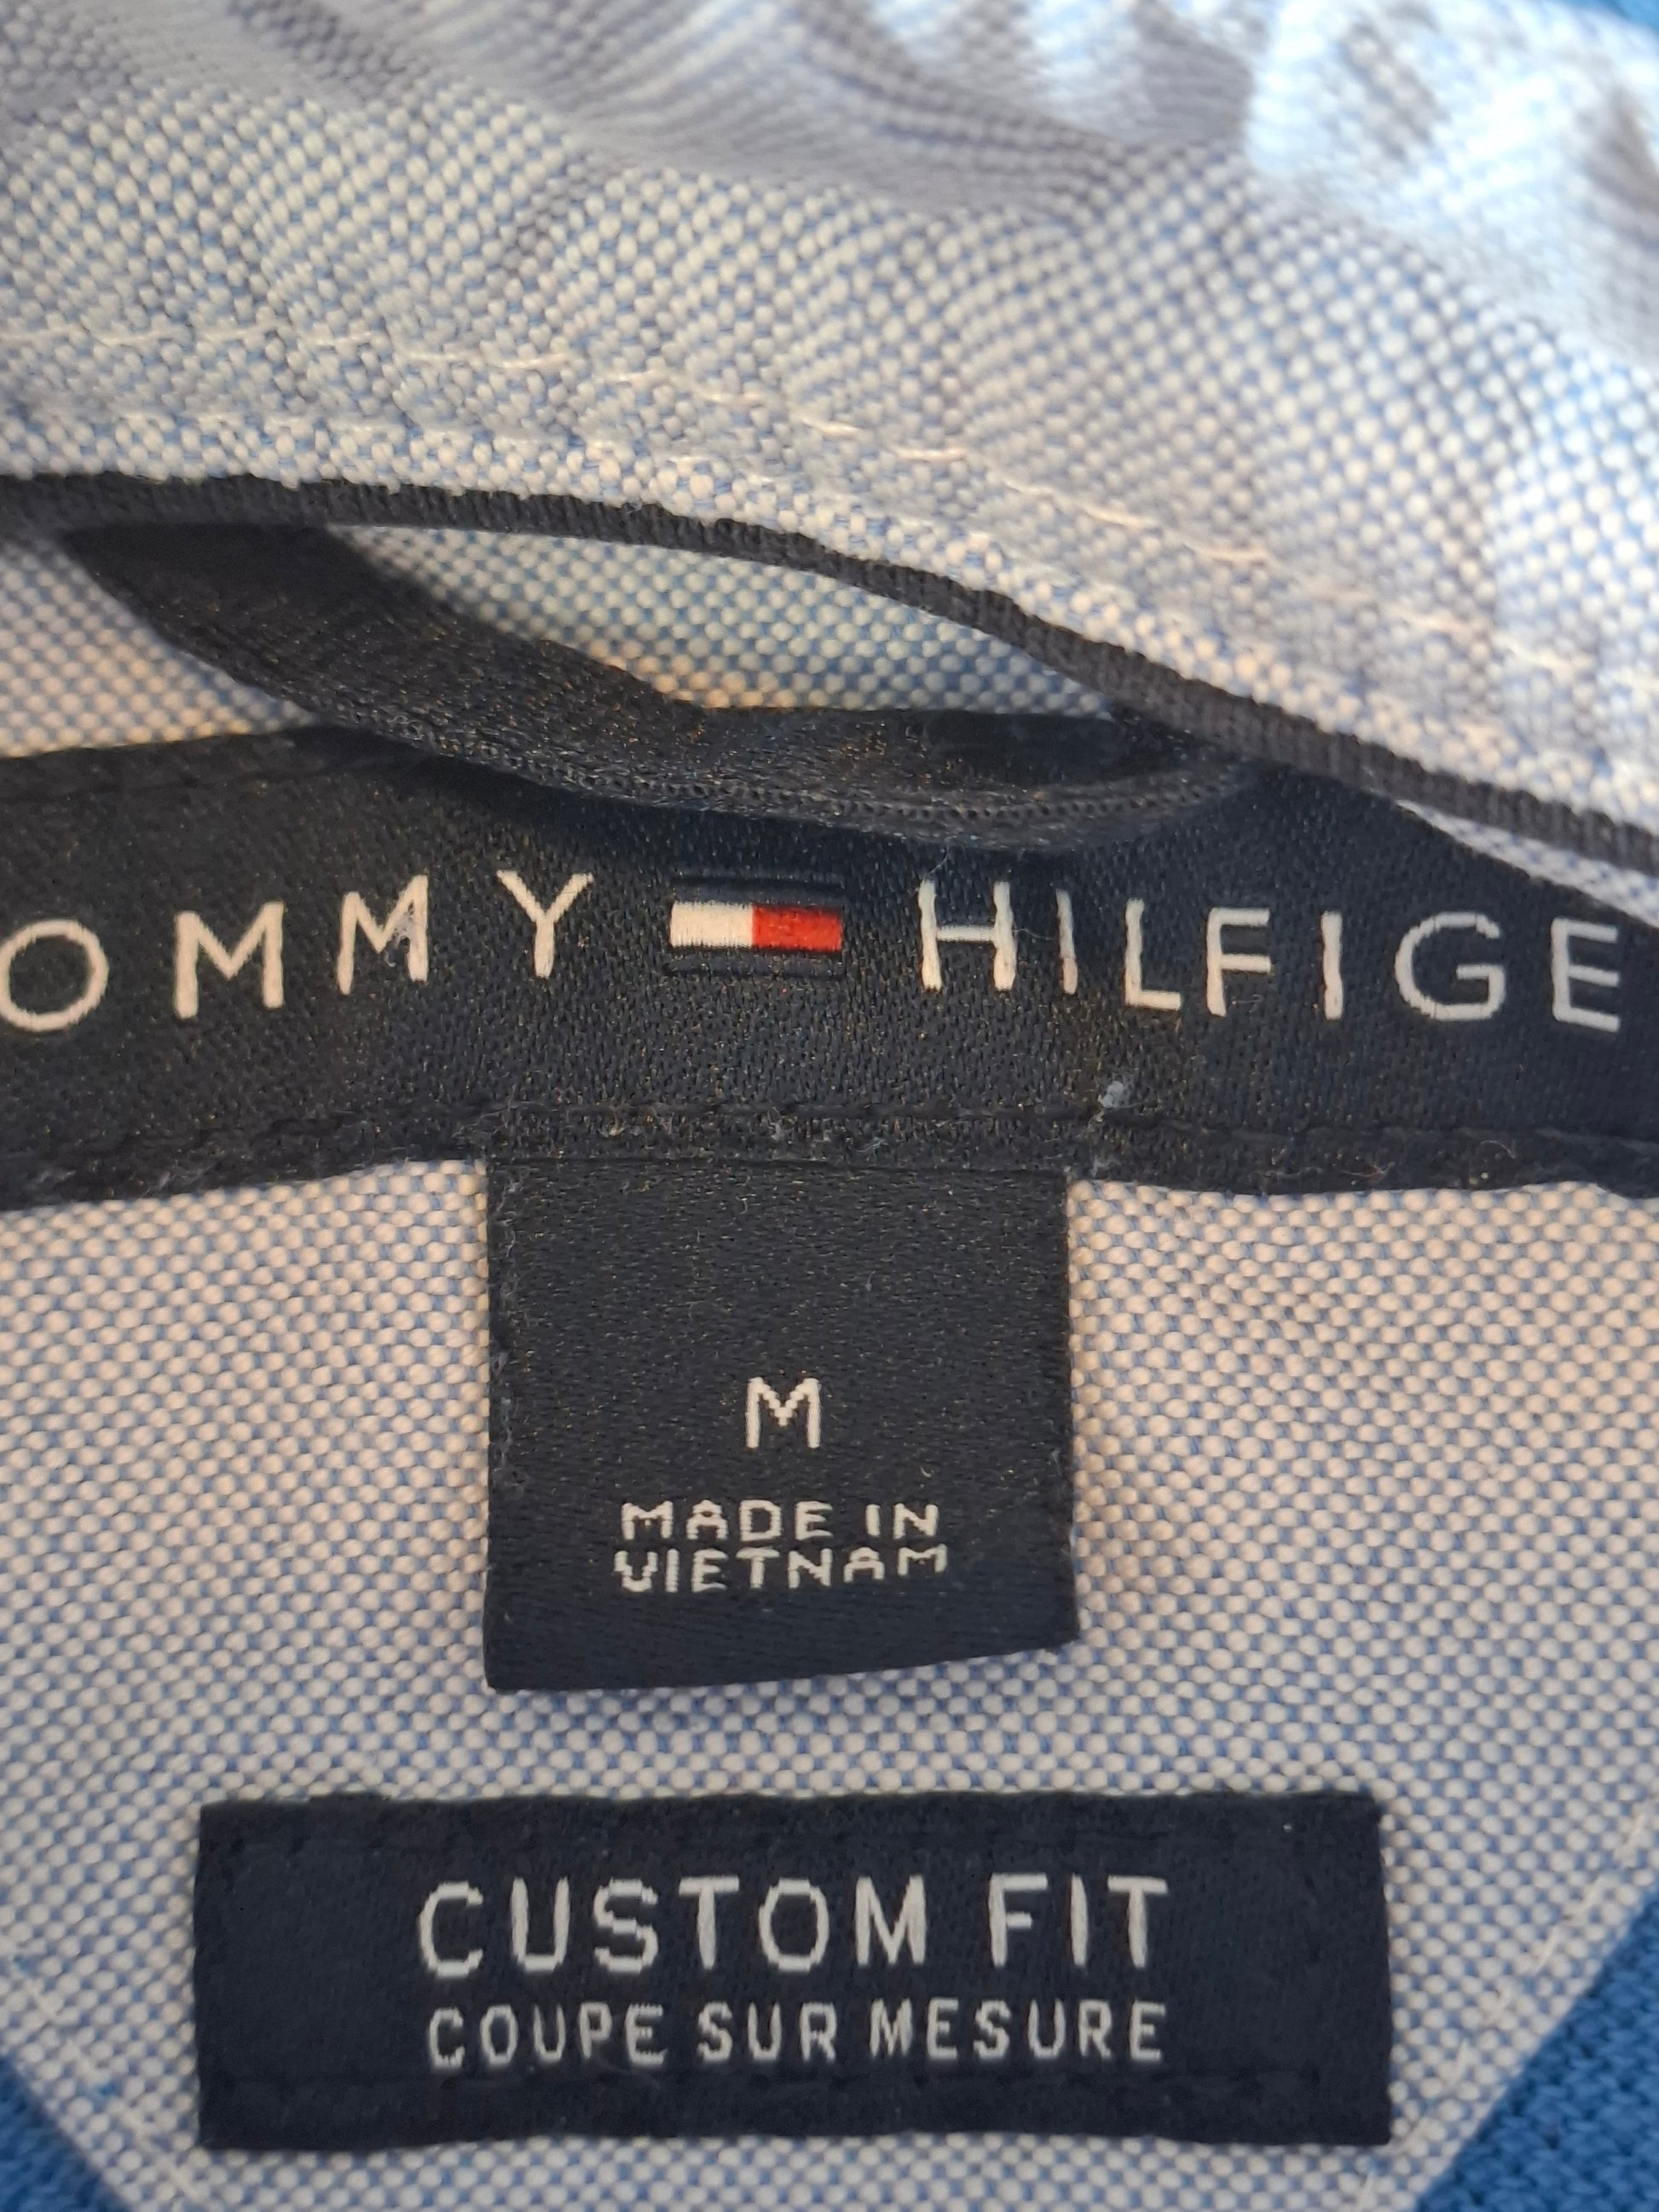 OMMY HILFIGE
M
MADE IN
VIETNAM
CUSTOM FIT
COUPE SUR MESURE